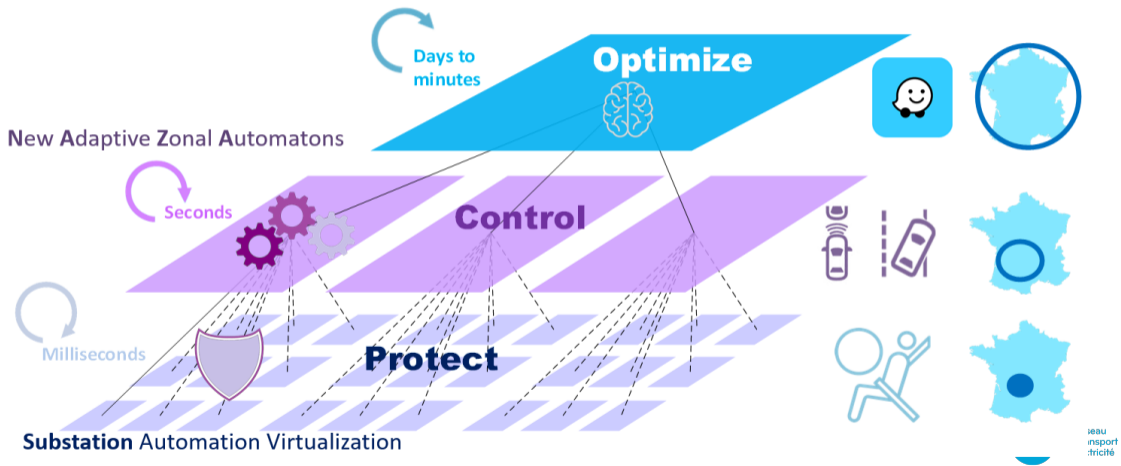 Days to
minutes
Optimize
New Adaptive Zonal Automatons
Seconds
Control
Milliseconds
Protect
Substation Automation Virtualization